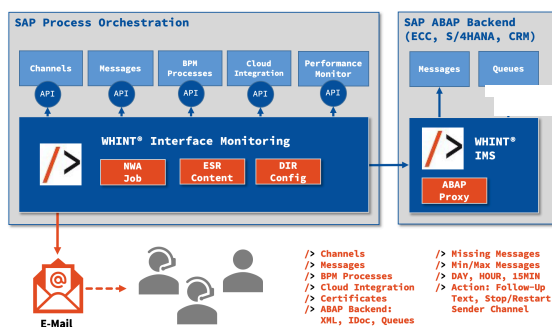 SAP Process Orchestration
Channels
Messages
BPM
Processes
Cloud
Integration
Performance
Monitor
API
API
API
API
API
WHINT® Interface Monitoring
/>
NWA
Job
ESR
Content
DIR
Config
SAP ABAP Backend
(ECC, S/4HANA, CRM)
Messages
Queues
/>
WHINT®
IMS
ABAP
Proxy
@
E-Mail
/> Channels
/> Messages
/> BPM Processes
/> Cloud Integration
/> Certificates
/> ABAP Backend:
XML, IDoc, Queues
/> Missing Messages
/> Min/Max Messages
/> DAY, HOUR, 15MIN
/> Action: Follow-Up
Text, Stop/Restart
Sender Channel